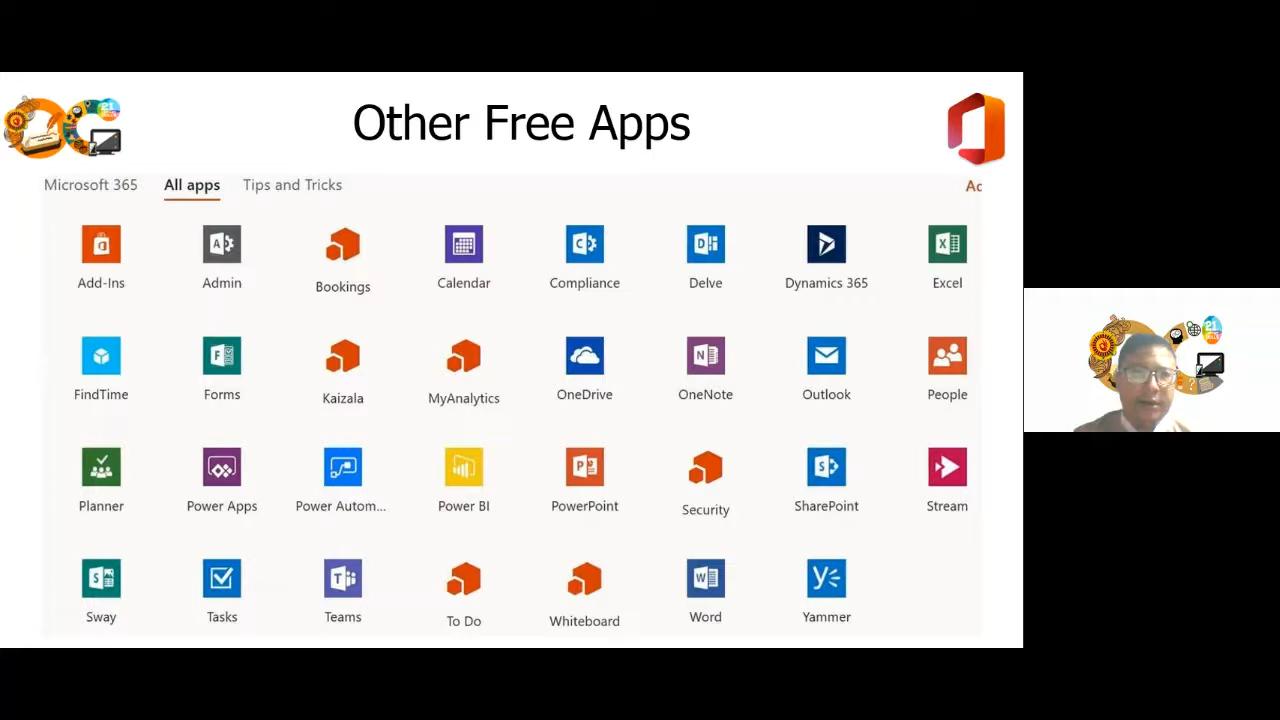 Other Free Apps
Microsoft 365 All apps Tips and Tricks
Add-Ins Admin Bookings Calendar Compliance Delve Dynamics 365 Excel
FindTime Forms Kaizala MyAnalytics OneDrive OneNote Outlook People
Planner Power Apps Power Autom... Power BI PowerPoint Security SharePoint Stream
Sway Tasks Teams To Do Whiteboard Word Yammer